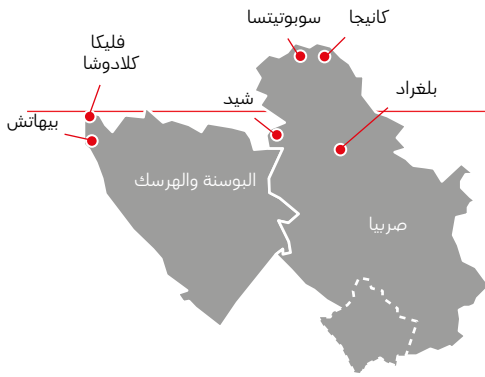 كانيجا
سوبوتيتسا
فليكا
كلادوشا
بلغراد
شيد
بيهاتش
البوسنة والهرسك
صربيا